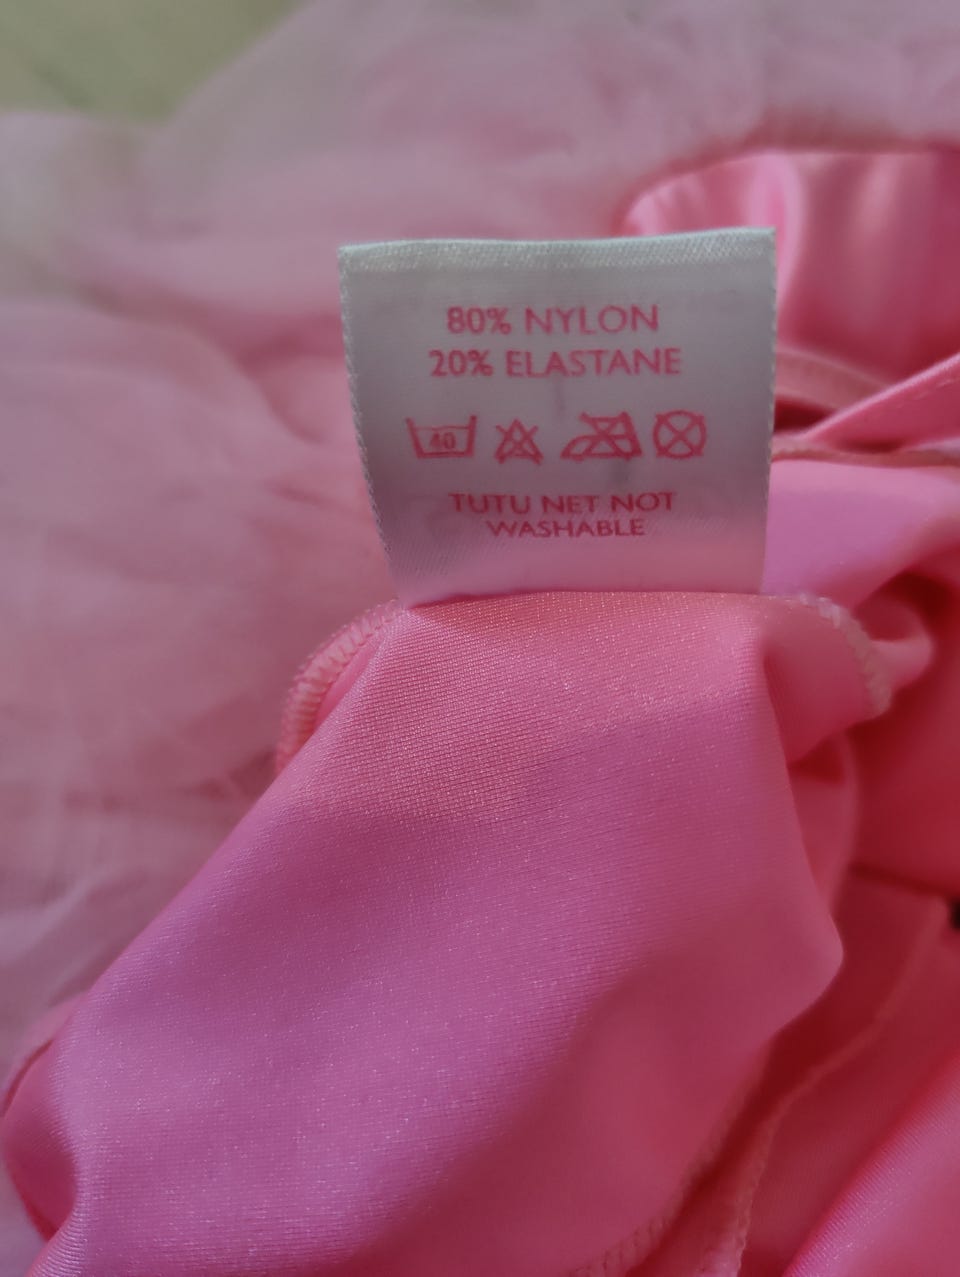 80% NYLON
20% ELASTANE
40
TUTU NET NOT
WASHABLE